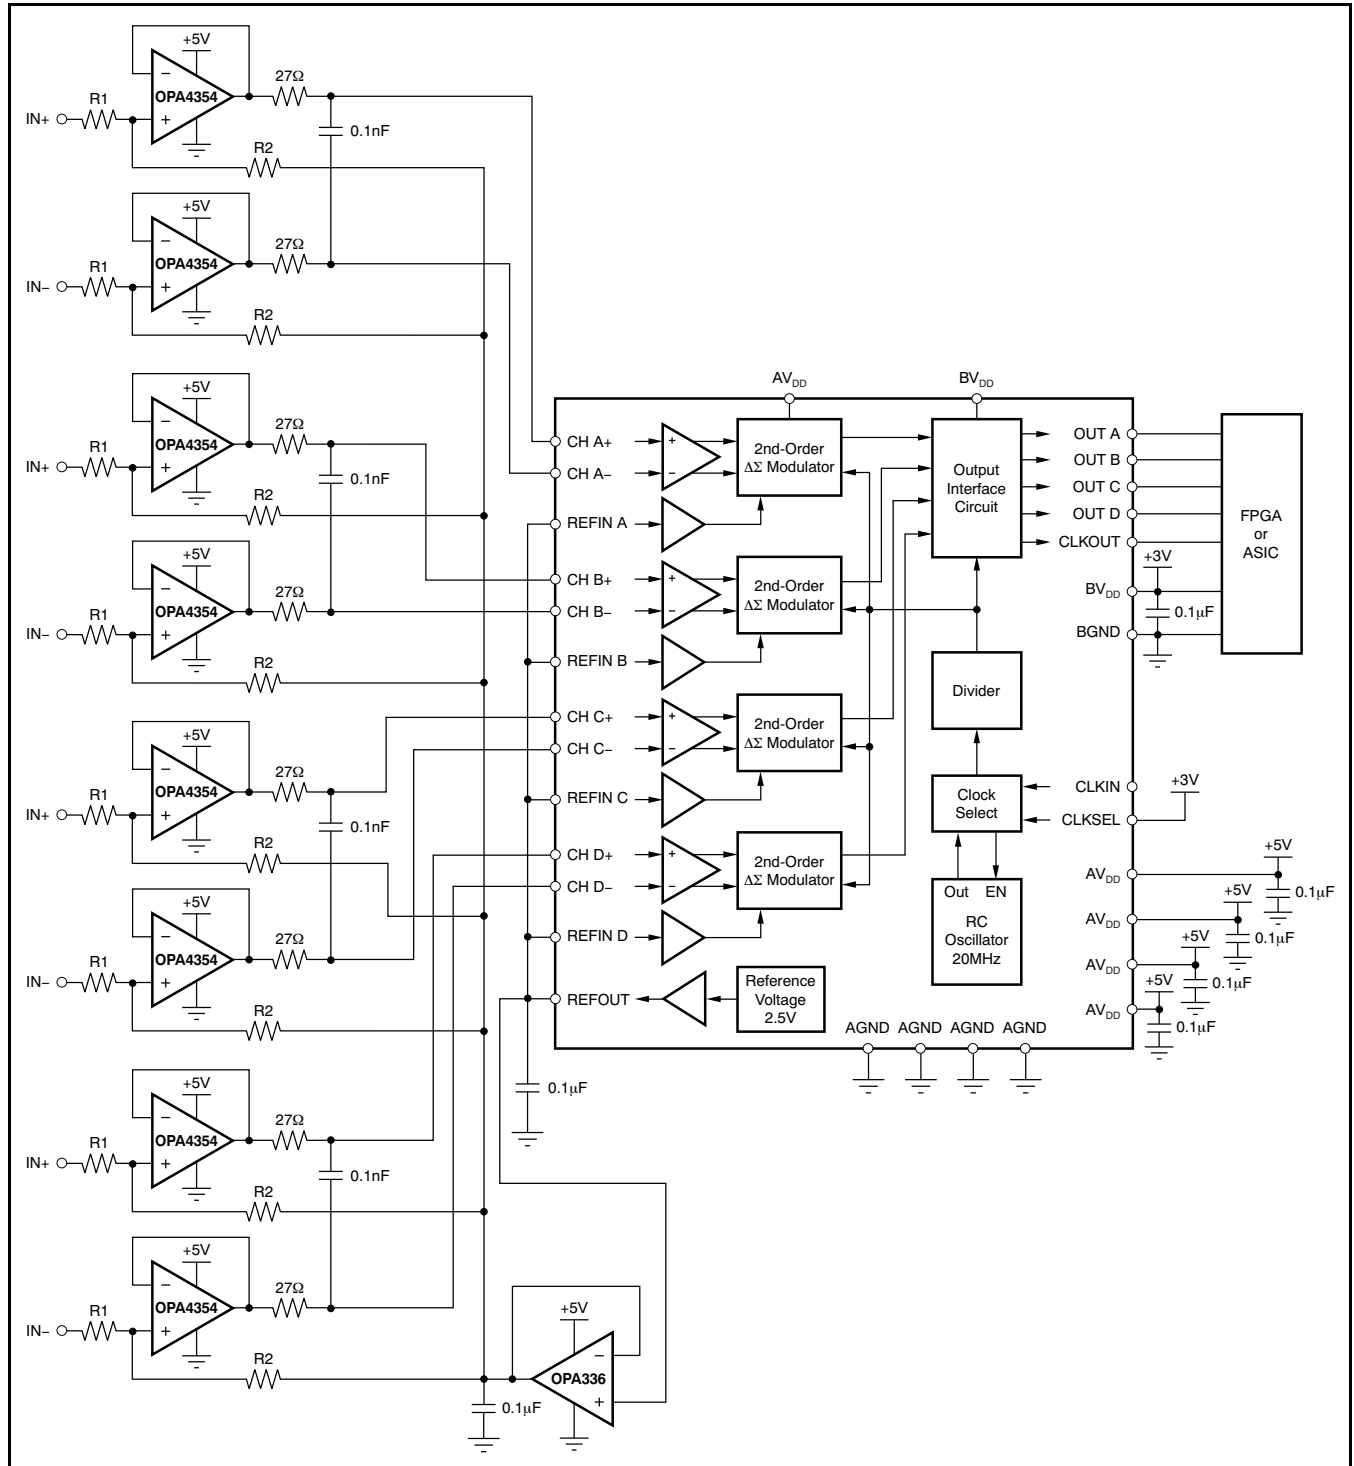 +5V
27Ω
R1
OPA4354
−
+
IN+
0.1nF
R2
+5V
27Ω
R1
OPA4354
−
+
IN−
R2
+5V
27Ω
R1
OPA4354
−
+
IN+
0.1nF
R2
+5V
27Ω
R1
OPA4354
−
+
IN−
R2
+5V
27Ω
R1
OPA4354
−
+
IN+
0.1nF
R2
+5V
27Ω
R1
OPA4354
−
+
IN−
R2
+5V
27Ω
R1
OPA4354
−
+
IN+
0.1nF
R2
+5V
27Ω
R1
OPA4354
−
+
IN−
R2
0.1μF
+5V
−
OPA336
+
AVDD
BVDD
CH A+
+
CH A−
−
2nd-Order
ΔΣ Modulator
REFIN A
CH B+
+
CH B−
−
2nd-Order
ΔΣ Modulator
REFIN B
CH C+
+
CH C−
−
2nd-Order
ΔΣ Modulator
REFIN C
CH D+
+
CH D−
−
2nd-Order
ΔΣ Modulator
REFIN D
REFOUT
Reference
Voltage
2.5V
0.1μF
Output
Interface
Circuit
Divider
Clock
Select
Out EN
RC
Oscillator
20MHz
OUT A
OUT B
OUT C
OUT D
CLKOUT
BVDD
BGND
+3V
0.1μF
FPGA
or
ASIC
CLKIN
CLKSEL
+3V
AVDD
+5V
0.1μF
AVDD
+5V
0.1μF
AVDD
+5V
0.1μF
AVDD
+5V
0.1μF
AGND AGND AGND AGND